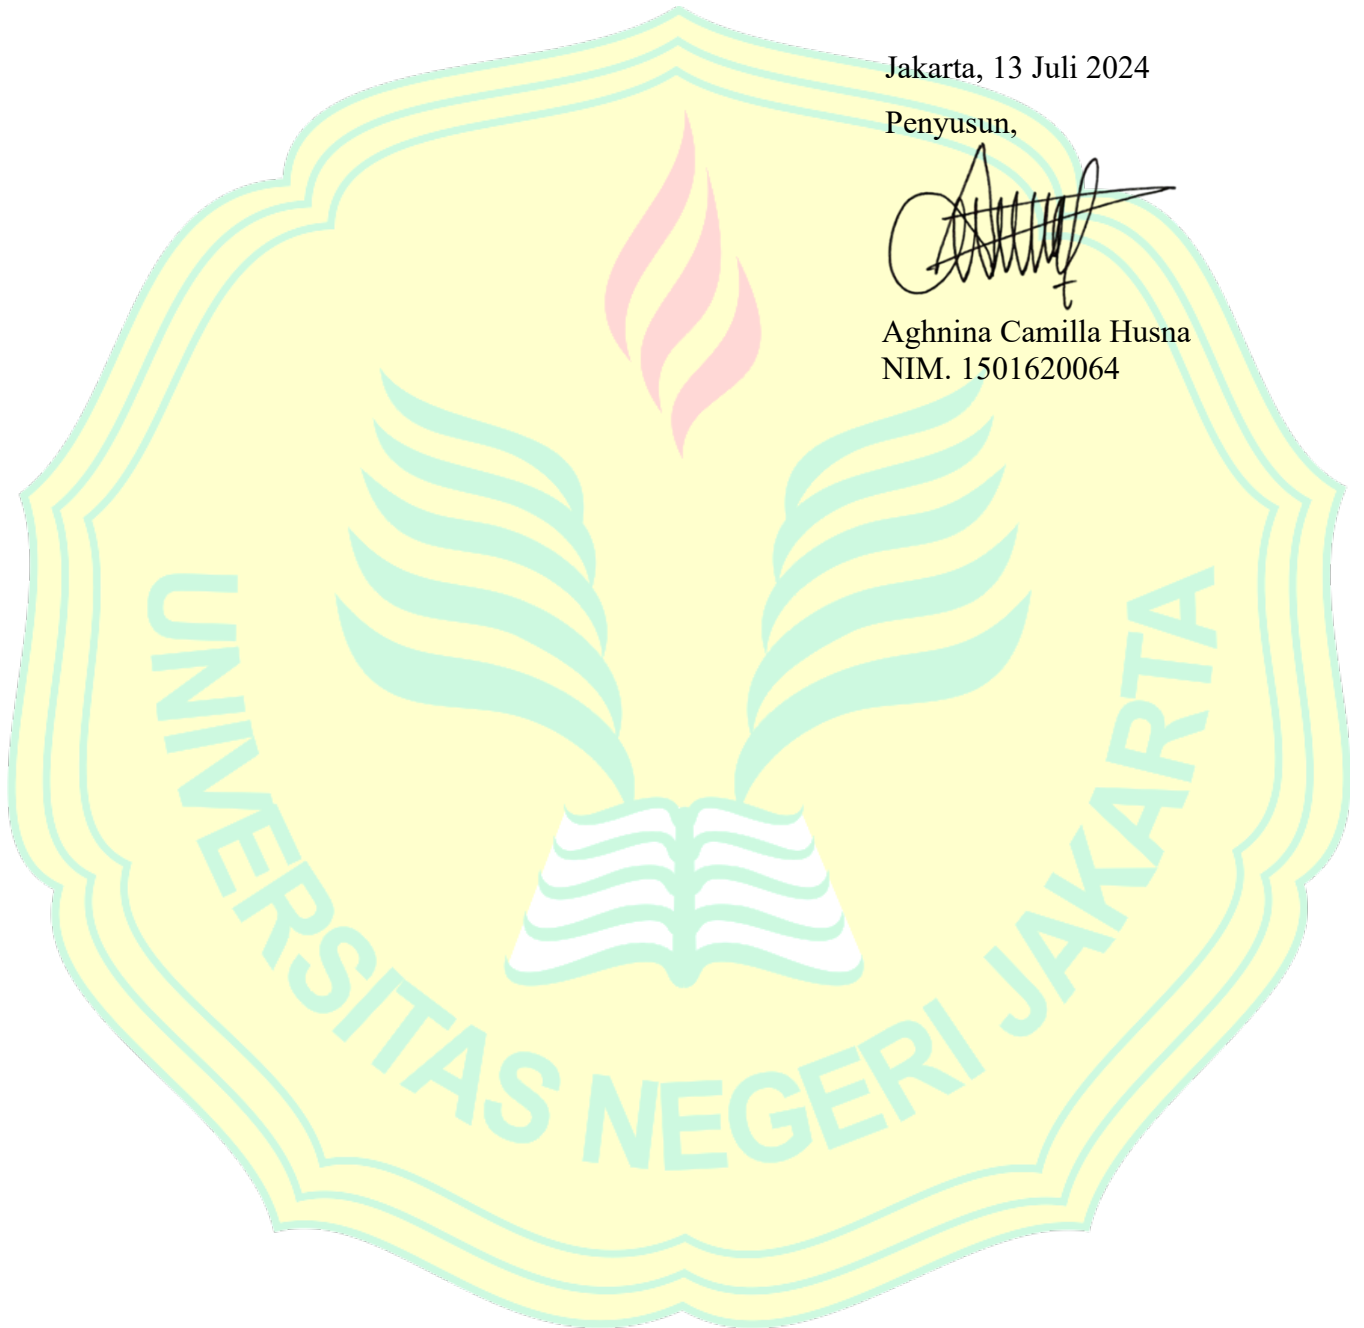 Jakarta, 13 Juli 2024
Penyusun,
Aghnina Camilla Husna
NIM. 1501620064
UNIVERSITAS NEGERI JAKARTA